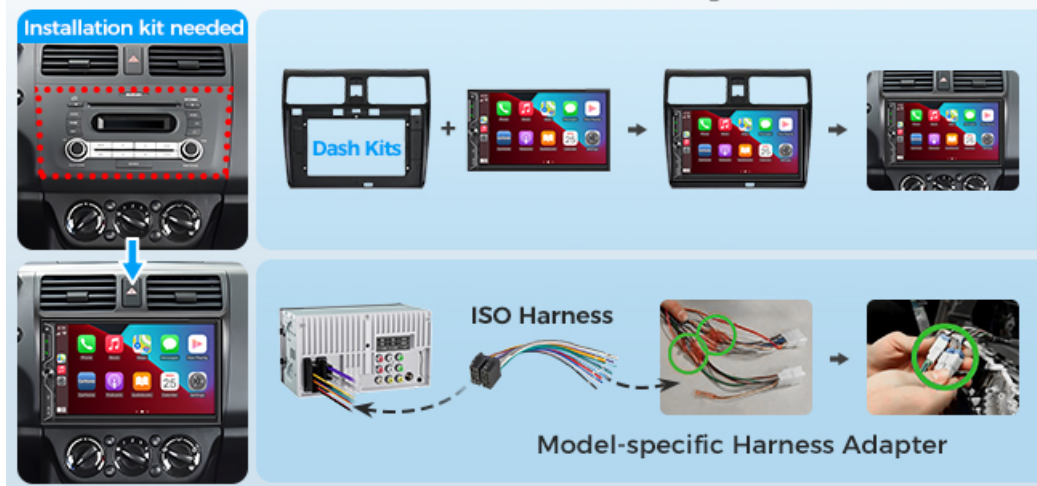 Installation kit needed
Dash Kits
ISO Harness
Model-specific Harness Adapter